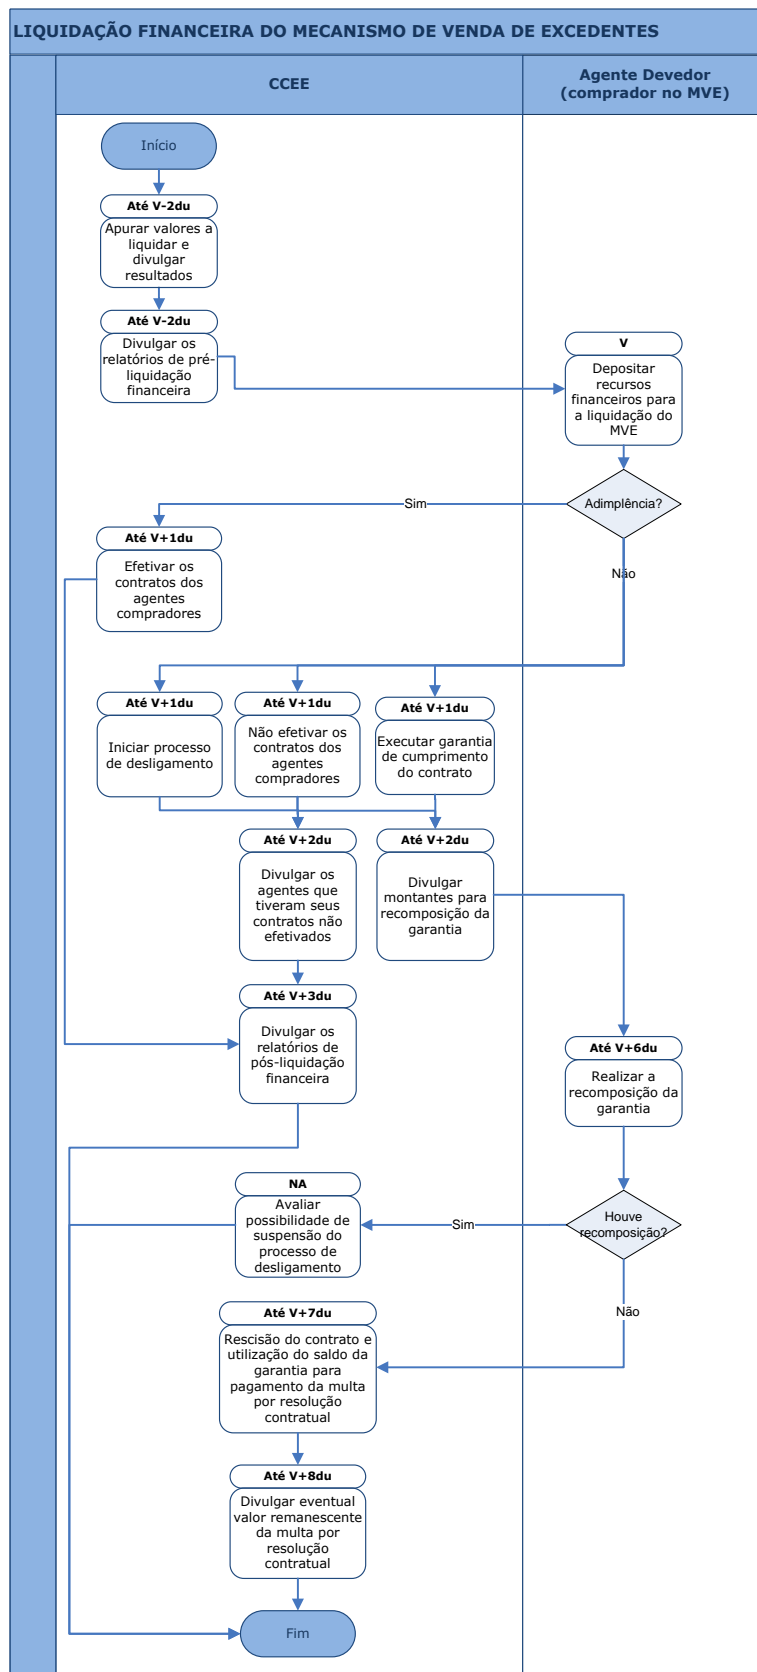 LIQUIDAÇÃO FINANCEIRA DO MECANISMO DE VENDA DE EXCEDENTES
CCEE
Agente Devedor
(comprador no MVE)
Início
Até V-2du
Apurar valores a
liquidar e
divulgar
resultados
Até V-2du
Divulgar os
relatórios de pré-
liquidação
financeira
V
Depositar
recursos
financeiros para
a liquidação do
MVE
Adimplência?
Sim
Não
Até V+1du
Efetivar os
contratos dos
agentes
compradores
Até V+1du
Iniciar processo
de desligamento
Até V+1du
Não efetivar os
contratos dos
agentes
compradores
Até V+1du
Executar garantia
de cumprimento
do contrato
Até V+2du
Divulgar os
agentes que
tiveram seus
contratos não
efetivados
Até V+2du
Divulgar
montantes para
recomposição da
garantia
Até V+3du
Divulgar os
relatórios de
pós-liquidação
financeira
Até V+6du
Realizar a
recomposição da
garantia
Houve
recomposição?
Sim
Não
NA
Avaliar
possibilidade de
suspensão do
processo de
desligamento
Até V+7du
Rescisão do contrato e
utilização do saldo da
garantia para
pagamento da multa
por resolução
contratual
Até V+8du
Divulgar eventual
valor remanescente
da multa por
resolução
contratual
Fim